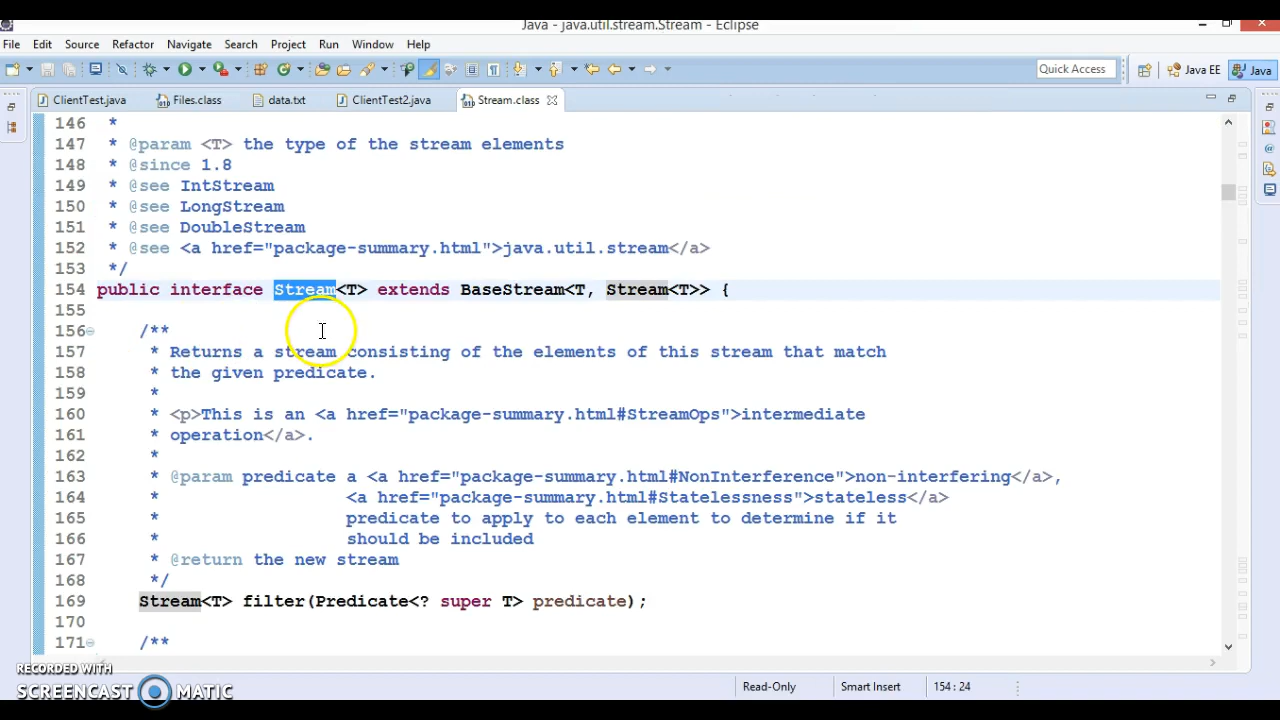 Java - java.util.stream.Stream - Eclipse
File Edit Source Refactor Navigate Search Project Run Window Help
Quick Access Java EE Java
ClientTest.java Files.class data.txt ClientTest2.java Stream.class
146 *
147 * @param <T> the type of the stream elements
148 * @since 1.8
149 * @see IntStream
150 * @see LongStream
151 * @see DoubleStream
152 * @see <a href="package-summary.html">java.util.stream</a>
153 */
154 public interface Stream<T> extends BaseStream<T, Stream<T>> {
155
156 /**
157 * Returns a stream consisting of the elements of this stream that match
158 * the given predicate.
159 *
160 * <p>This is an <a href="package-summary.html#StreamOps">intermediate
161 * operation</a>.
162 *
163 * @param predicate a <a href="package-summary.html#NonInterference">non-interfering</a>,
164 * <a href="package-summary.html#Statelessness">stateless</a>
165 * predicate to apply to each element to determine if it
166 * should be included
167 * @return the new stream
168 */
169 Stream<T> filter(Predicate<? super T> predicate);
170
171 /**
Read-Only Smart Insert 154 : 24
RECORDED WITH
SCREENCAST MATIC